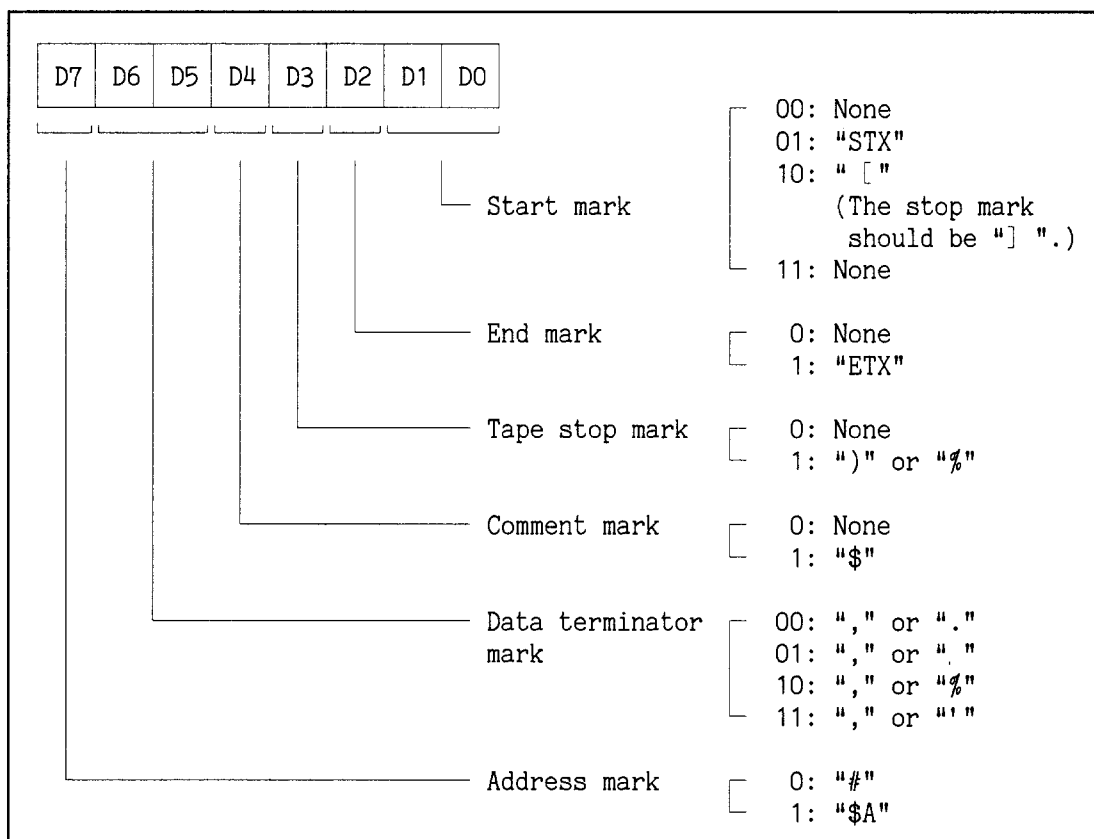 D7 D6 D5 D4 D3 D2 D1 D0
Start mark
00: None
01: "STX"
10: " [ "
(The stop mark
should be "] ".)
11: None
End mark
0: None
1: "ETX"
Tape stop mark
0: None
1: ")" or "%"
Comment mark
0: None
1: "$"
Data terminator
mark
00: "," or "."
01: "," or
10: "," or "%"
11: "," or "'"
Address mark
0: "#"
1: "$A"